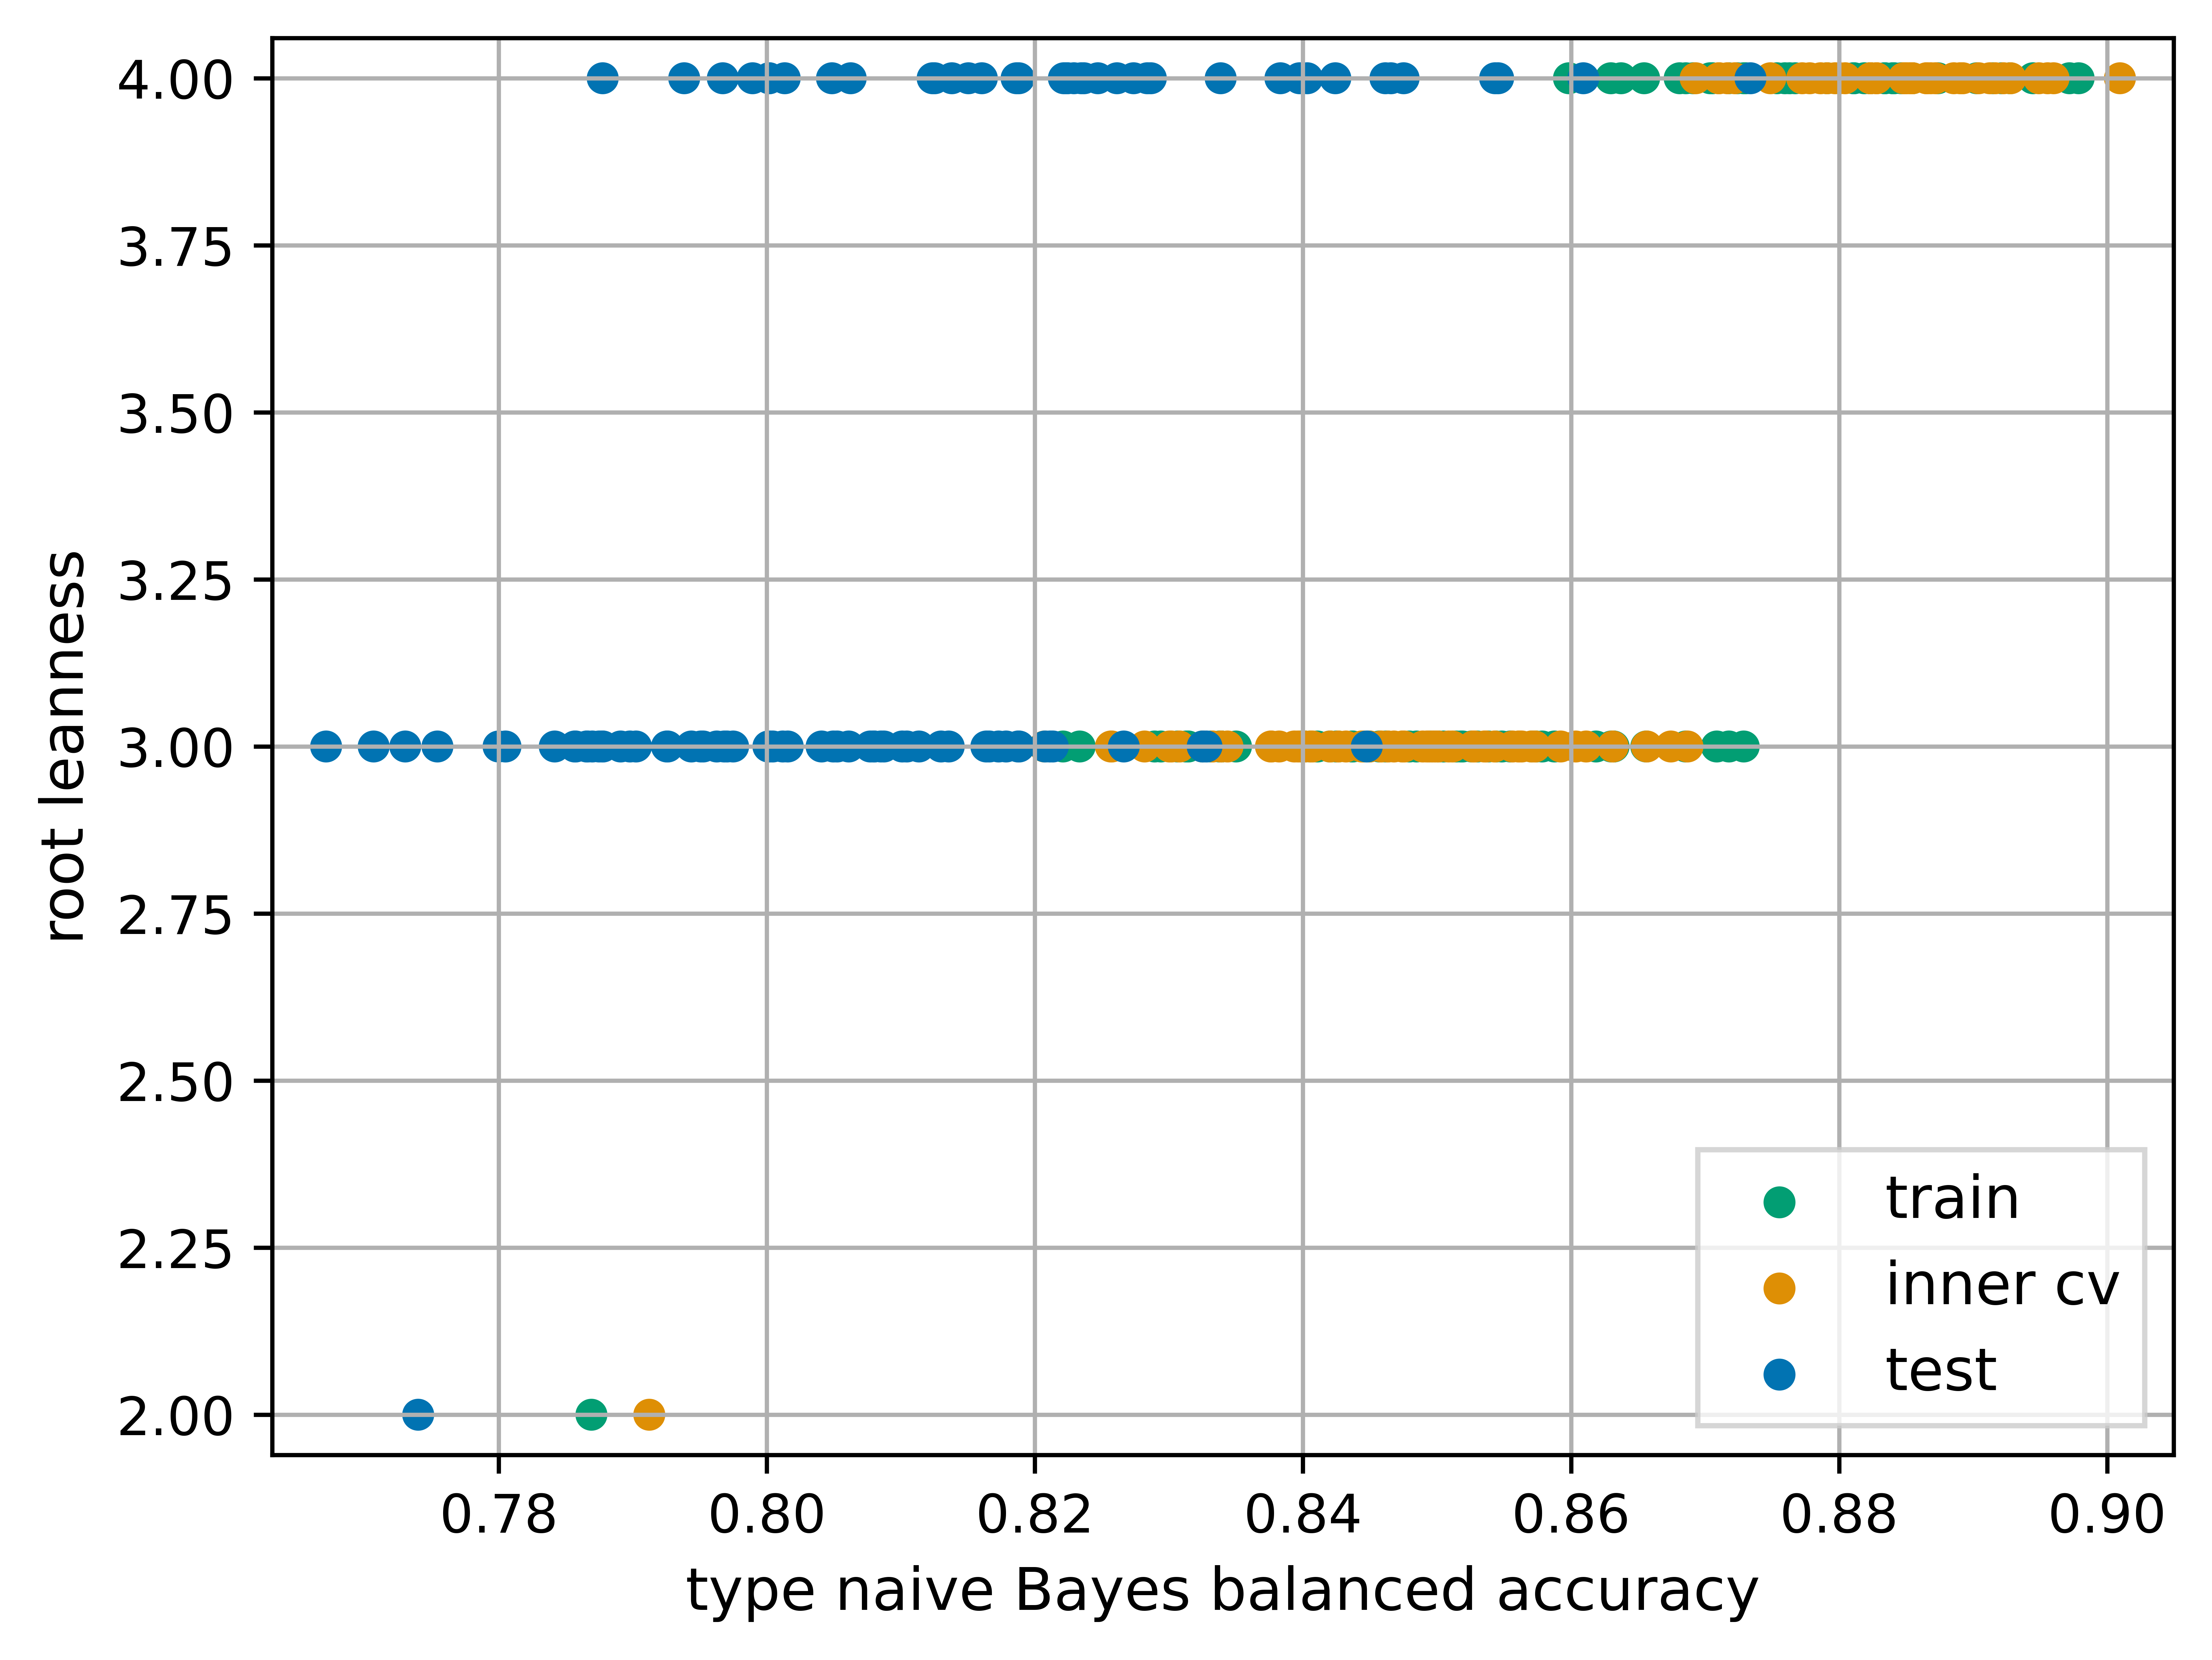 4.00
3.75
3.50
3.25
3.00
2.75
2.50
2.25
2.00
root leanness
train
inner cv
test
0.78 0.80 0.82 0.84 0.86 0.88 0.90
type naive Bayes balanced accuracy